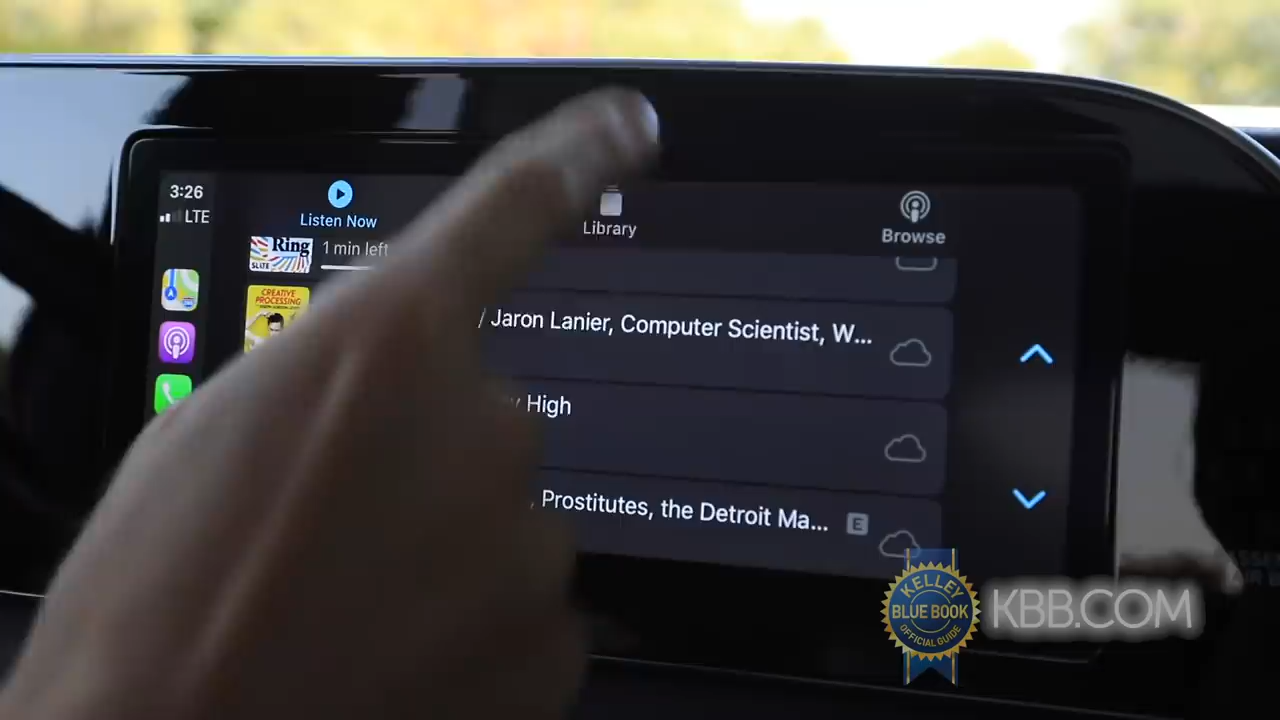 3:26
LTE
Listen Now
Library
Browse
Ring
SLATE
1 min left
CREATIVE
PROCESSING
/ Jaron Lanier, Computer Scientist, W...
High
, Prostitutes, the Detroit Ma...
E
KELLEY
BLUE BOOK
OFFICIAL GUIDE
KBB.COM